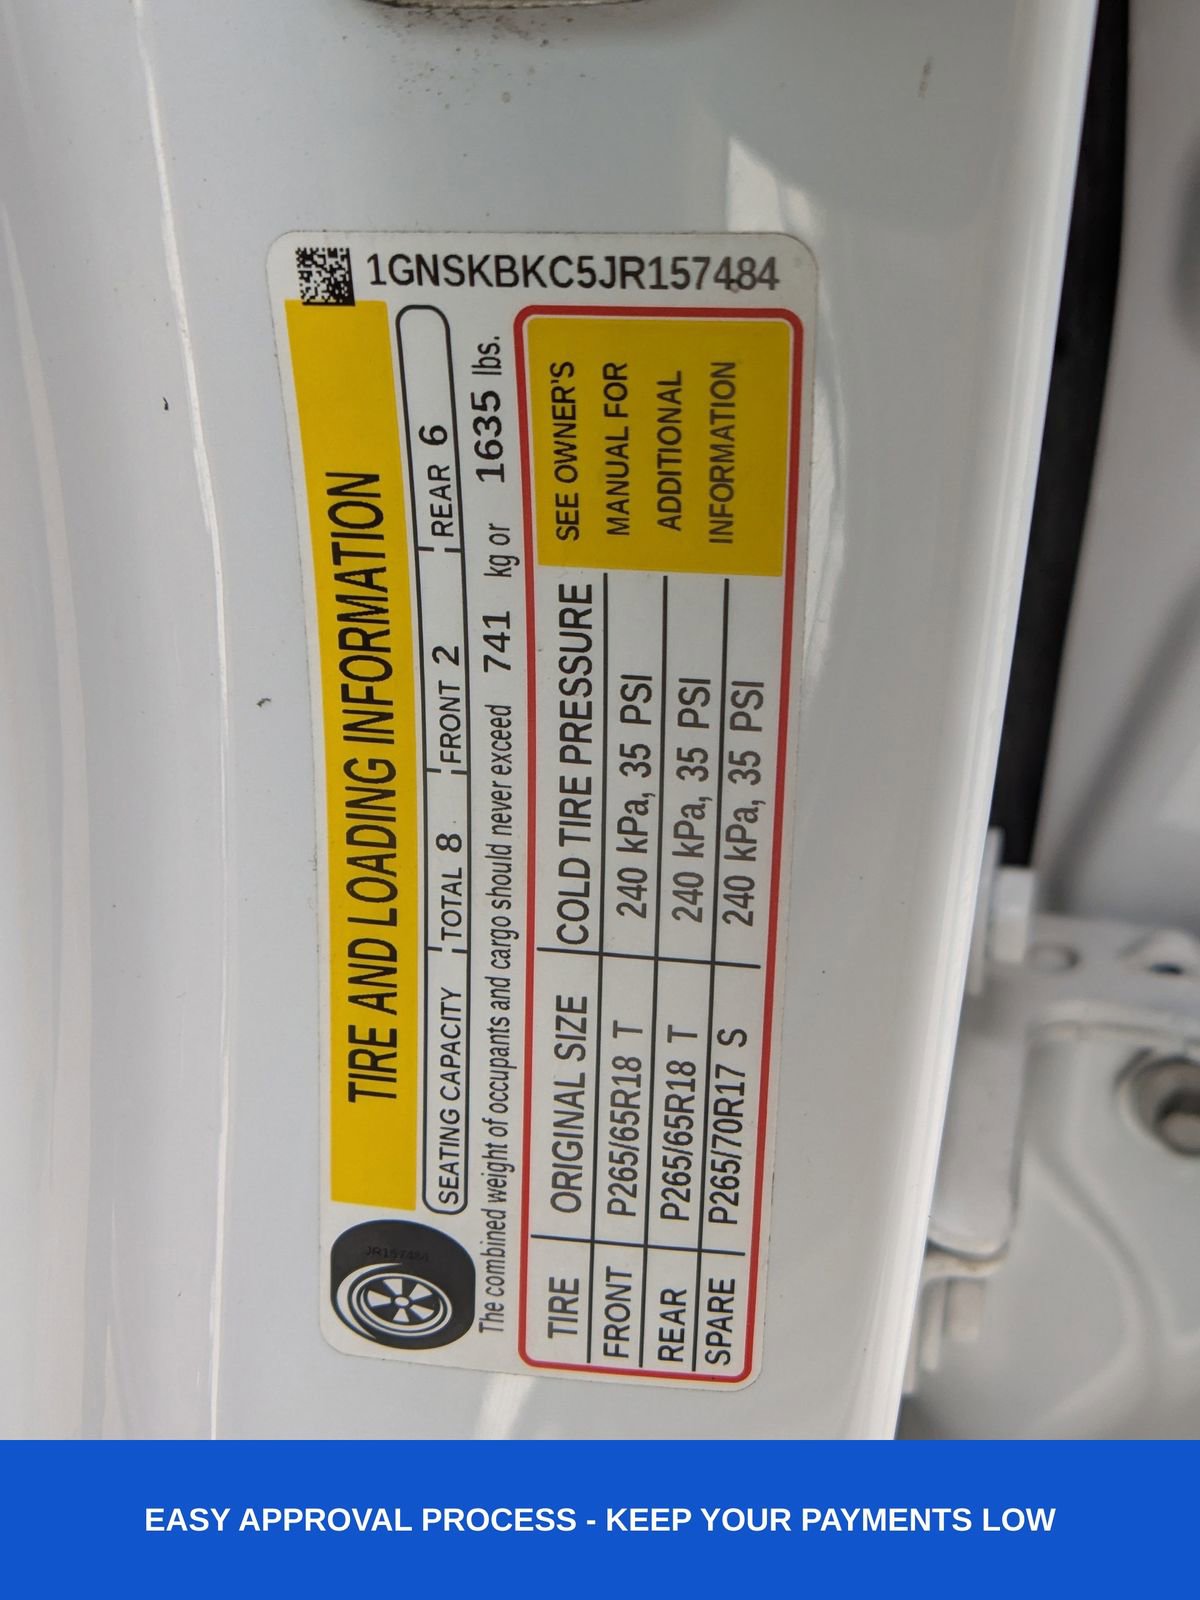 1GNSKBKC5JR157484
TIRE AND LOADING INFORMATION
SEATING CAPACITY TOTAL 8 FRONT 2 REAR 6
The combined weight of occupants and cargo should never exceed 741 kg or 1635 lbs.
TIRE ORIGINAL SIZE COLD TIRE PRESSURE
FRONT P265/65R18 T 240 kPa, 35 PSI
REAR P265/65R18 T 240 kPa, 35 PSI
SPARE P265/70R17 S 240 kPa, 35 PSI
SEE OWNER'S
MANUAL FOR
ADDITIONAL
INFORMATION
JR157484
EASY APPROVAL PROCESS - KEEP YOUR PAYMENTS LOW